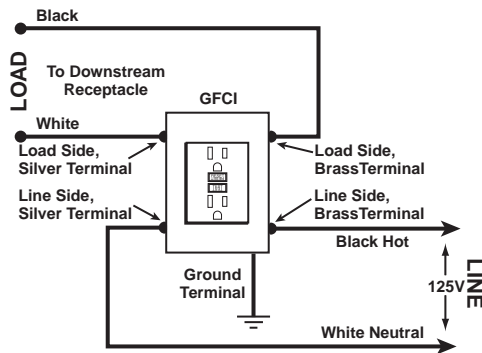 Black
LOAD
To Downstream
Receptacle
GFCI
White
Load Side,
Silver Terminal
Load Side,
BrassTerminal
Line Side,
Silver Terminal
Line Side,
BrassTerminal
Black Hot
Ground
Terminal
125V
LINE
White Neutral